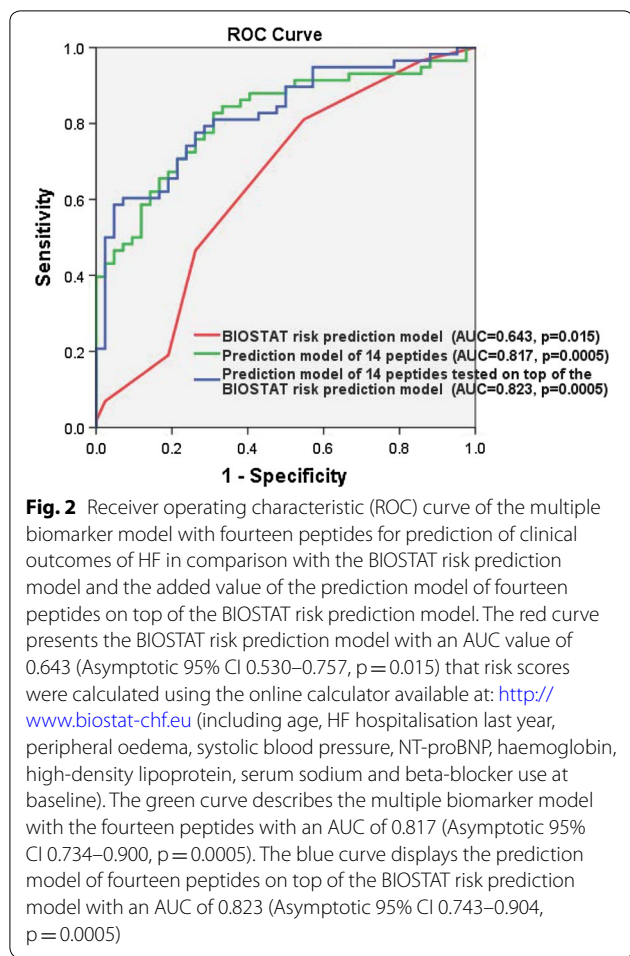 ROC Curve
1.0
0.8
0.6
0.4
0.2
0.0
Sensitivity
BIOSTAT risk prediction model (AUC=0.643, p=0.015)
Prediction model of 14 peptides (AUC=0.817, p=0.0005)
Prediction model of 14 peptides tested on top of the
BIOSTAT risk prediction model (AUC=0.823, p=0.0005)
0.0 0.2 0.4 0.6 0.8 1.0
1 - Specificity
Fig. 2 Receiver operating characteristic (ROC) curve of the multiple
biomarker model with fourteen peptides for prediction of clinical
outcomes of HF in comparison with the BIOSTAT risk prediction
model and the added value of the prediction model of fourteen
peptides on top of the BIOSTAT risk prediction model. The red curve
presents the BIOSTAT risk prediction model with an AUC value of
0.643 (Asymptotic 95% CI 0.530–0.757, p = 0.015) that risk scores
were calculated using the online calculator available at: http://
www.biostat-chf.eu (including age, HF hospitalisation last year,
peripheral oedema, systolic blood pressure, NT-proBNP, haemoglobin,
high-density lipoprotein, serum sodium and beta-blocker use at
baseline). The green curve describes the multiple biomarker model
with the fourteen peptides with an AUC of 0.817 (Asymptotic 95%
CI 0.734–0.900, p = 0.0005). The blue curve displays the prediction
model of fourteen peptides on top of the BIOSTAT risk prediction
model with an AUC of 0.823 (Asymptotic 95% CI 0.743–0.904,
p = 0.0005)